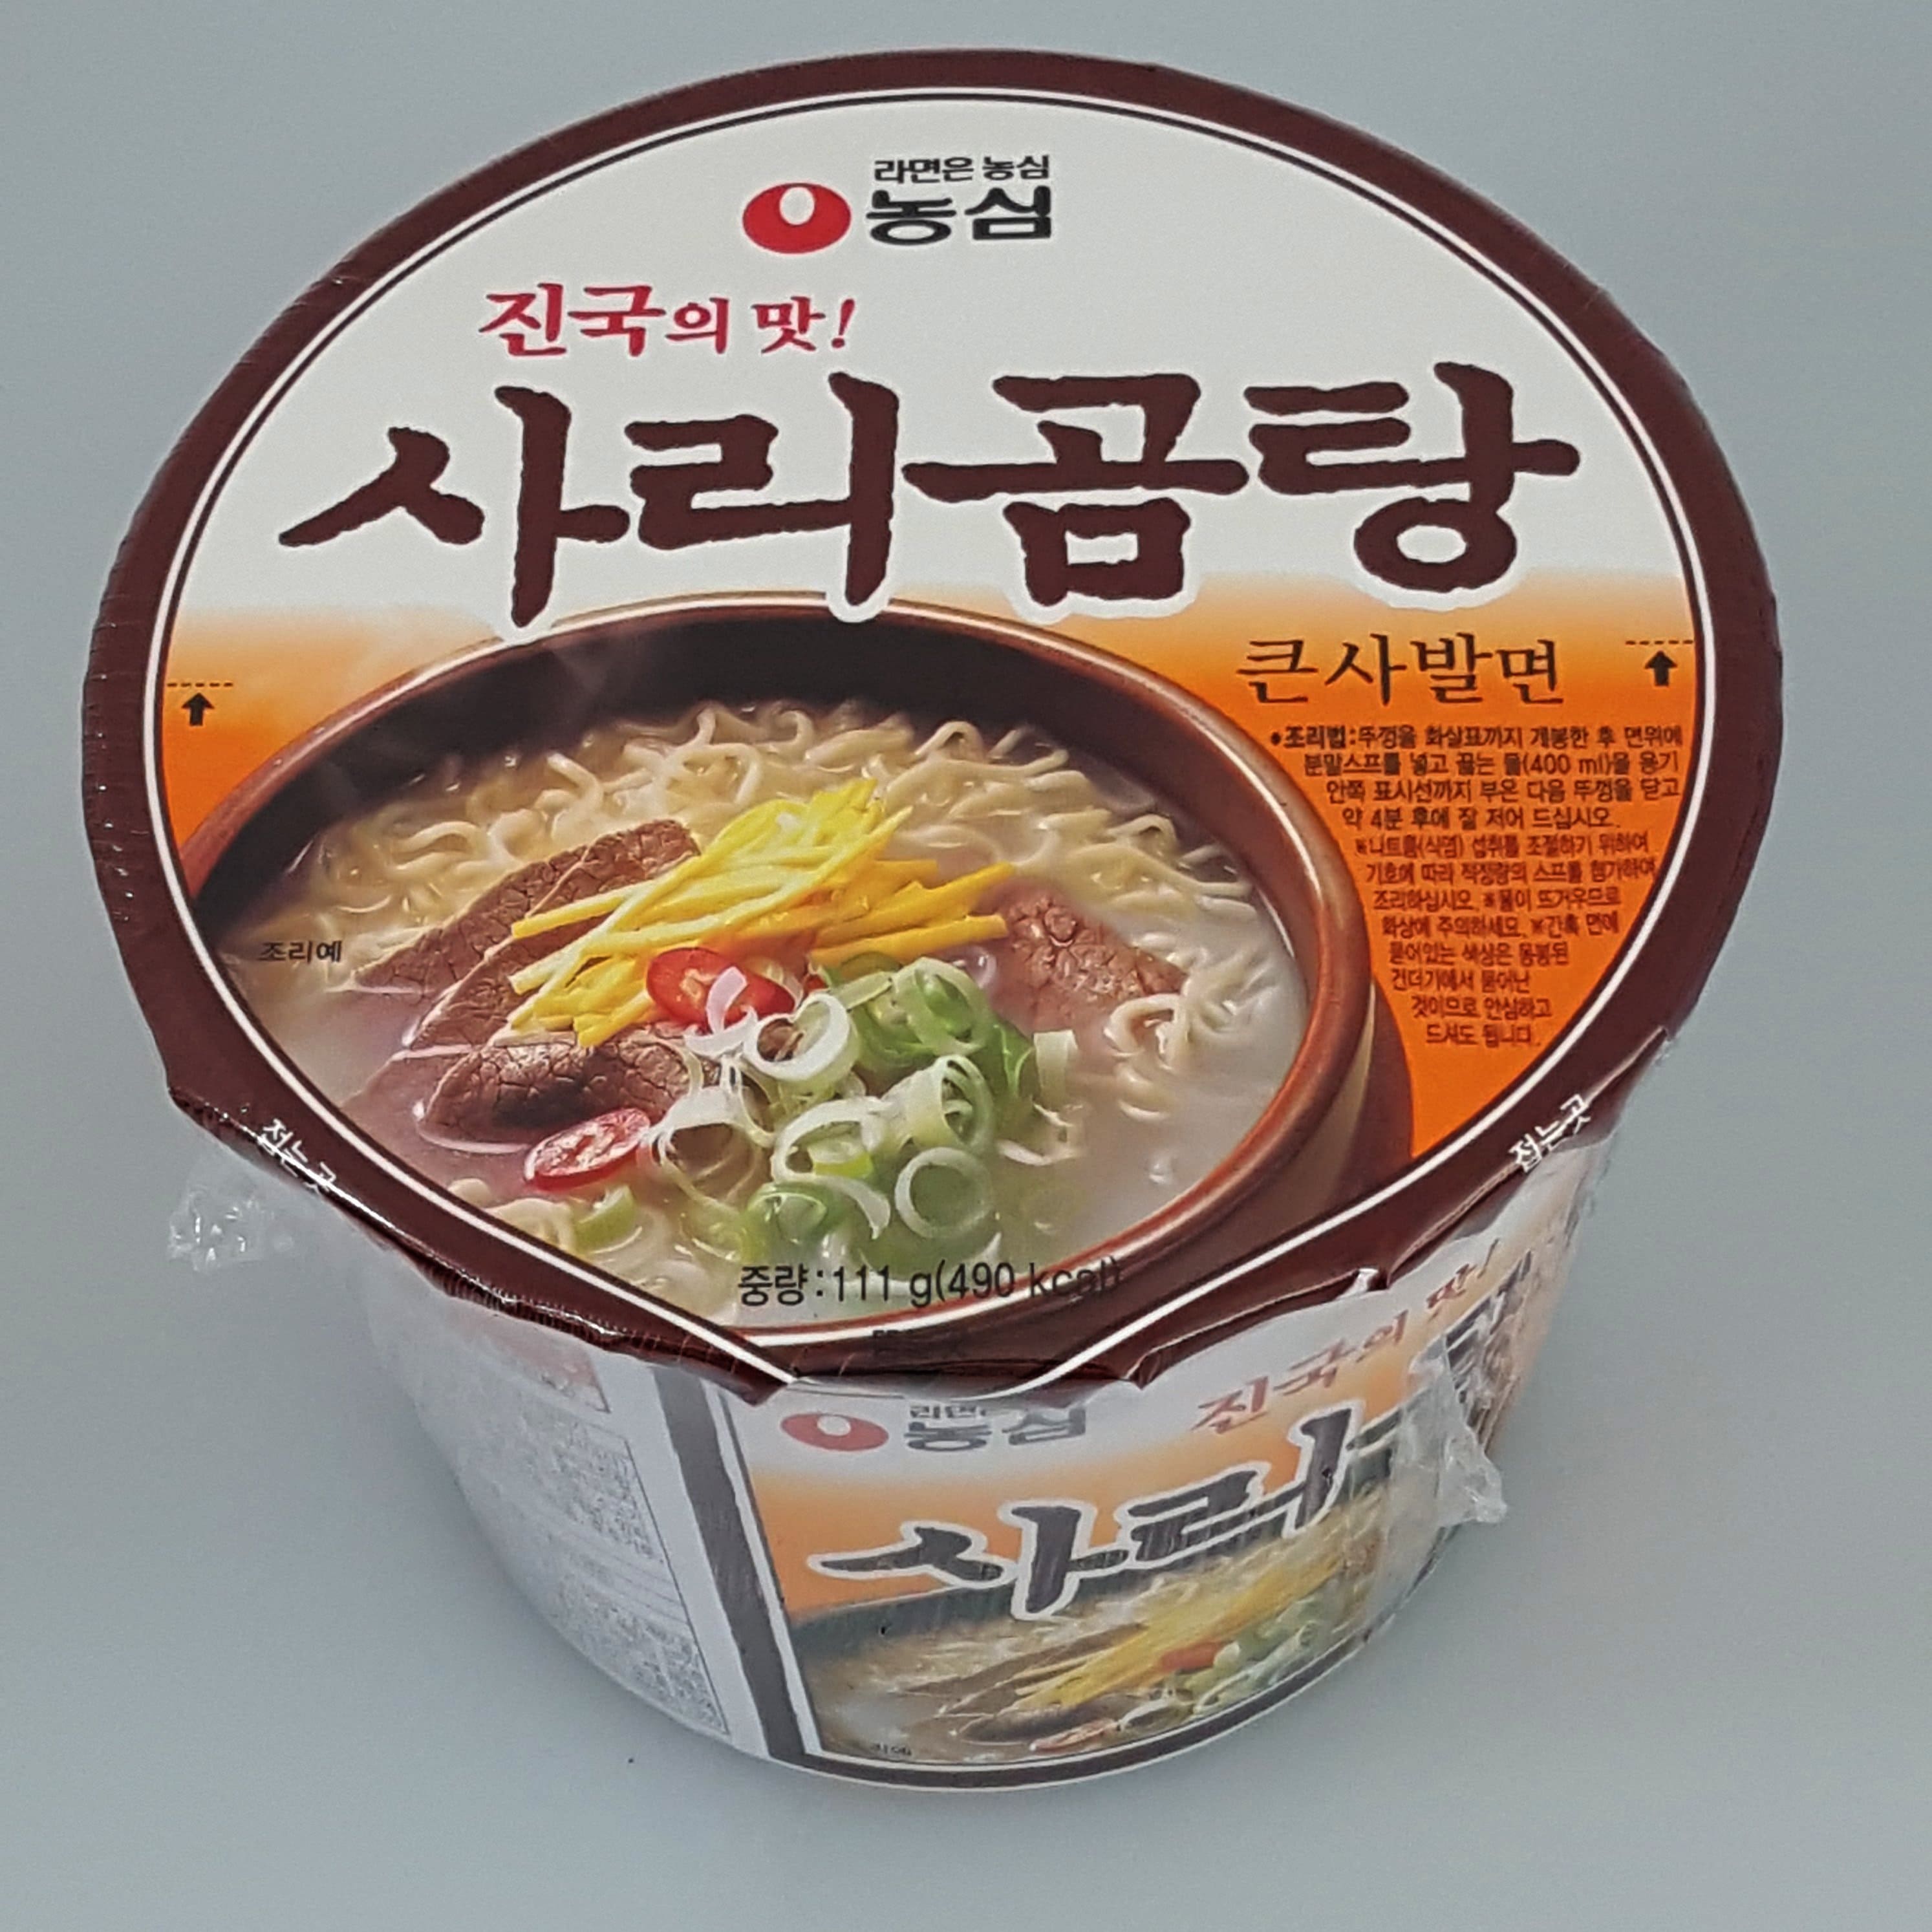 라면은 농심
농심
진국의 맛!
사리곰탕
큰사발면
•조리법:뚜껑을 화살표까지 개봉한 후 면위에
분말스프를 넣고 끓는 물(400 ml)을 용기
안쪽 표시선까지 부은 다음 뚜껑을 닫고
약 4분 후에 잘 저어 드십시오.
※나트륨(식염) 섭취를 조절하기 위하여
기호에 따라 적정량의 스프를 첨가하여
조리하십시오. ※물이 뜨거우므로
화상에 주의하세요. ※간혹 면에
묻어있는 색상은 동봉된
건더기에서 묻어난
것이므로 안심하고
드셔도 됩니다.
조리예
중량:111 g(490 kcal)
접는곳
접는곳
농심
진국의 맛!
사리